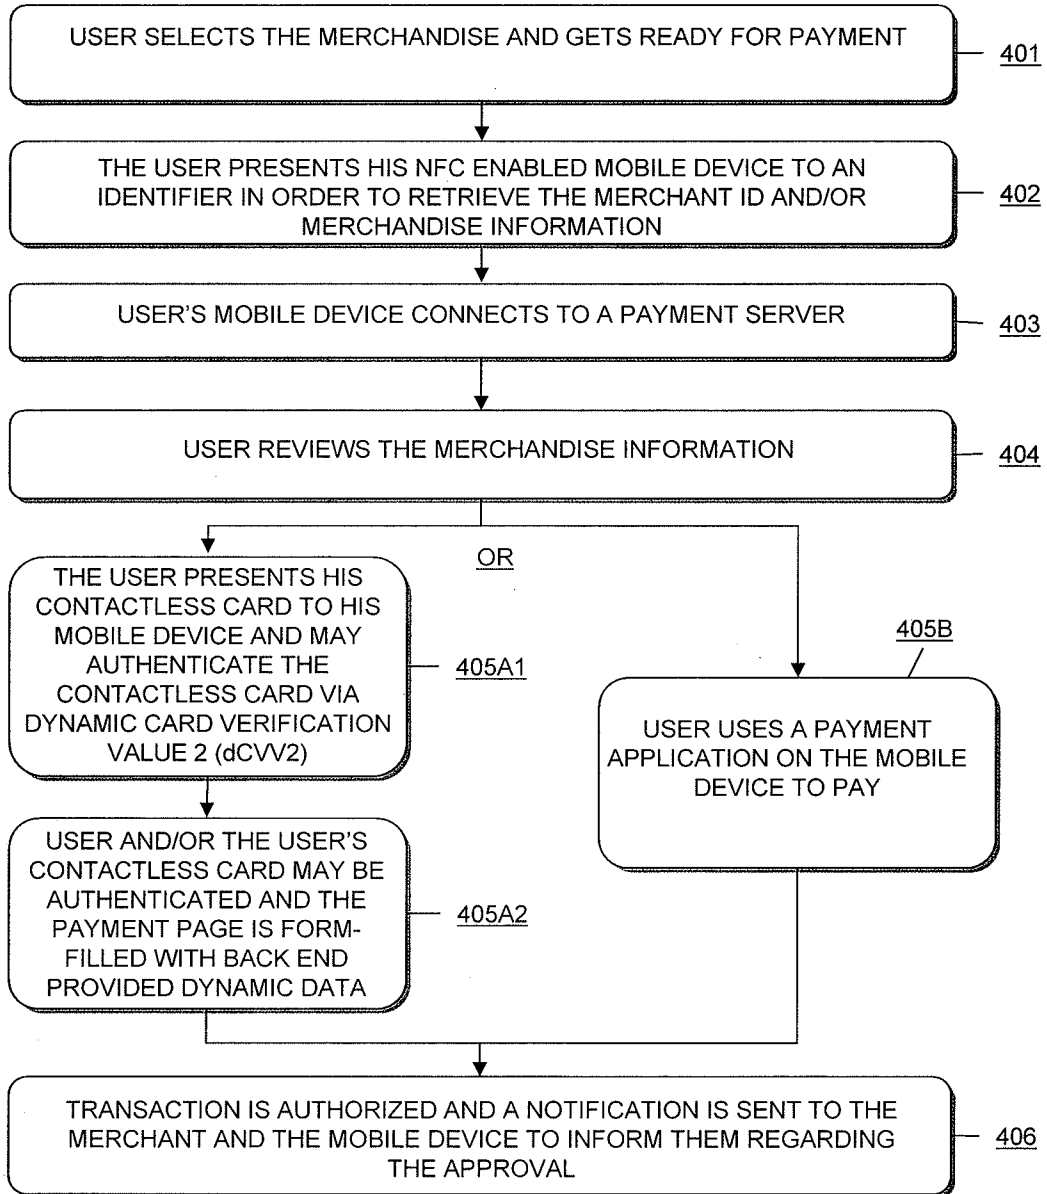 USER SELECTS THE MERCHANDISE AND GETS READY FOR PAYMENT
401
THE USER PRESENTS HIS NFC ENABLED MOBILE DEVICE TO AN
IDENTIFIER IN ORDER TO RETRIEVE THE MERCHANT ID AND/OR
MERCHANDISE INFORMATION
402
USER'S MOBILE DEVICE CONNECTS TO A PAYMENT SERVER
403
USER REVIEWS THE MERCHANDISE INFORMATION
404
OR
THE USER PRESENTS HIS
CONTACTLESS CARD TO HIS
MOBILE DEVICE AND MAY
AUTHENTICATE THE
CONTACTLESS CARD VIA
DYNAMIC CARD VERIFICATION
VALUE 2 (dCVV2)
405A1
405B
USER USES A PAYMENT
APPLICATION ON THE MOBILE
DEVICE TO PAY
USER AND/OR THE USER'S
CONTACTLESS CARD MAY BE
AUTHENTICATED AND THE
PAYMENT PAGE IS FORM-
FILLED WITH BACK END
PROVIDED DYNAMIC DATA
405A2
TRANSACTION IS AUTHORIZED AND A NOTIFICATION IS SENT TO THE
MERCHANT AND THE MOBILE DEVICE TO INFORM THEM REGARDING
THE APPROVAL
406